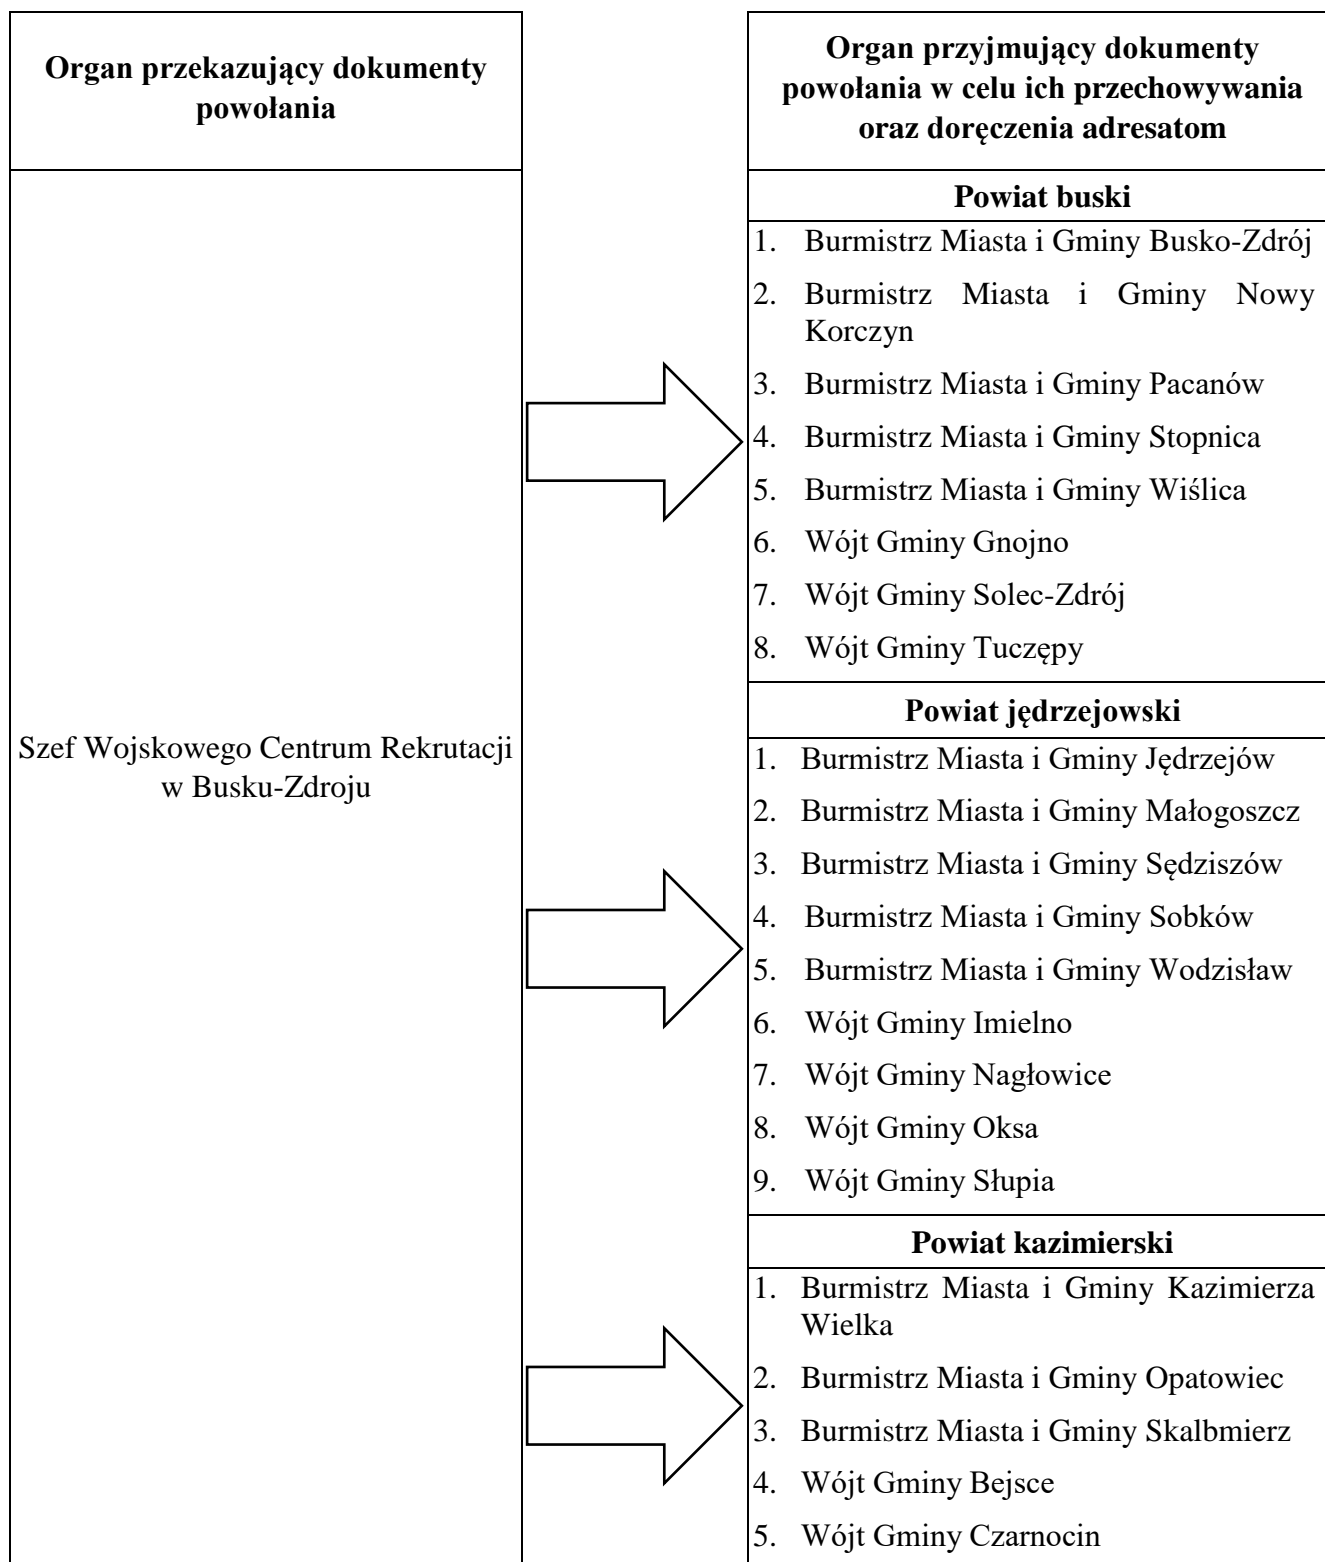 Organ przekazujący dokumenty
powołania
Organ przyjmujący dokumenty
powołania w celu ich przechowywania
oraz doręczenia adresatom
Szef Wojskowego Centrum Rekrutacji
w Busku-Zdroju
Powiat buski
1. Burmistrz Miasta i Gminy Busko-Zdrój
2. Burmistrz Miasta i Gminy Nowy
Korczyn
3. Burmistrz Miasta i Gminy Pacanów
4. Burmistrz Miasta i Gminy Stopnica
5. Burmistrz Miasta i Gminy Wiślica
6. Wójt Gminy Gnojno
7. Wójt Gminy Solec-Zdrój
8. Wójt Gminy Tuczępy
Powiat jędrzejowski
1. Burmistrz Miasta i Gminy Jędrzejów
2. Burmistrz Miasta i Gminy Małogoszcz
3. Burmistrz Miasta i Gminy Sędziszów
4. Burmistrz Miasta i Gminy Sobków
5. Burmistrz Miasta i Gminy Wodzisław
6. Wójt Gminy Imielno
7. Wójt Gminy Nagłowice
8. Wójt Gminy Oksa
9. Wójt Gminy Słupia
Powiat kazimierski
1. Burmistrz Miasta i Gminy Kazimierza
Wielka
2. Burmistrz Miasta i Gminy Opatowiec
3. Burmistrz Miasta i Gminy Skalbmierz
4. Wójt Gminy Bejsce
5. Wójt Gminy Czarnocin